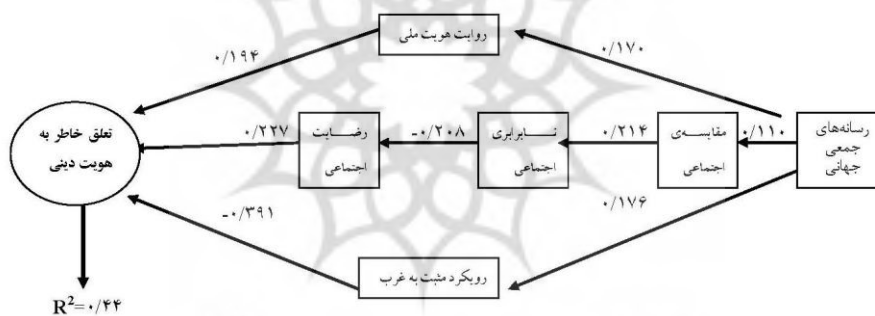 روایت هویت ملی
۰/۱۹۴
۰/۱۷۰
رسانه‌های
جمعی
جهانی
۰/۱۱۰
مقایسه‌ی
اجتماعی
۰/۲۱۴
نابرابری
اجتماعی
-۰/۲۰۸
رضایت
اجتماعی
۰/۲۲۷
تعلق خاطر به
هویت دینی
۰/۱۷۶
-۰/۳۹۱
رویکرد مثبت به غرب
R²=۰/۴۴